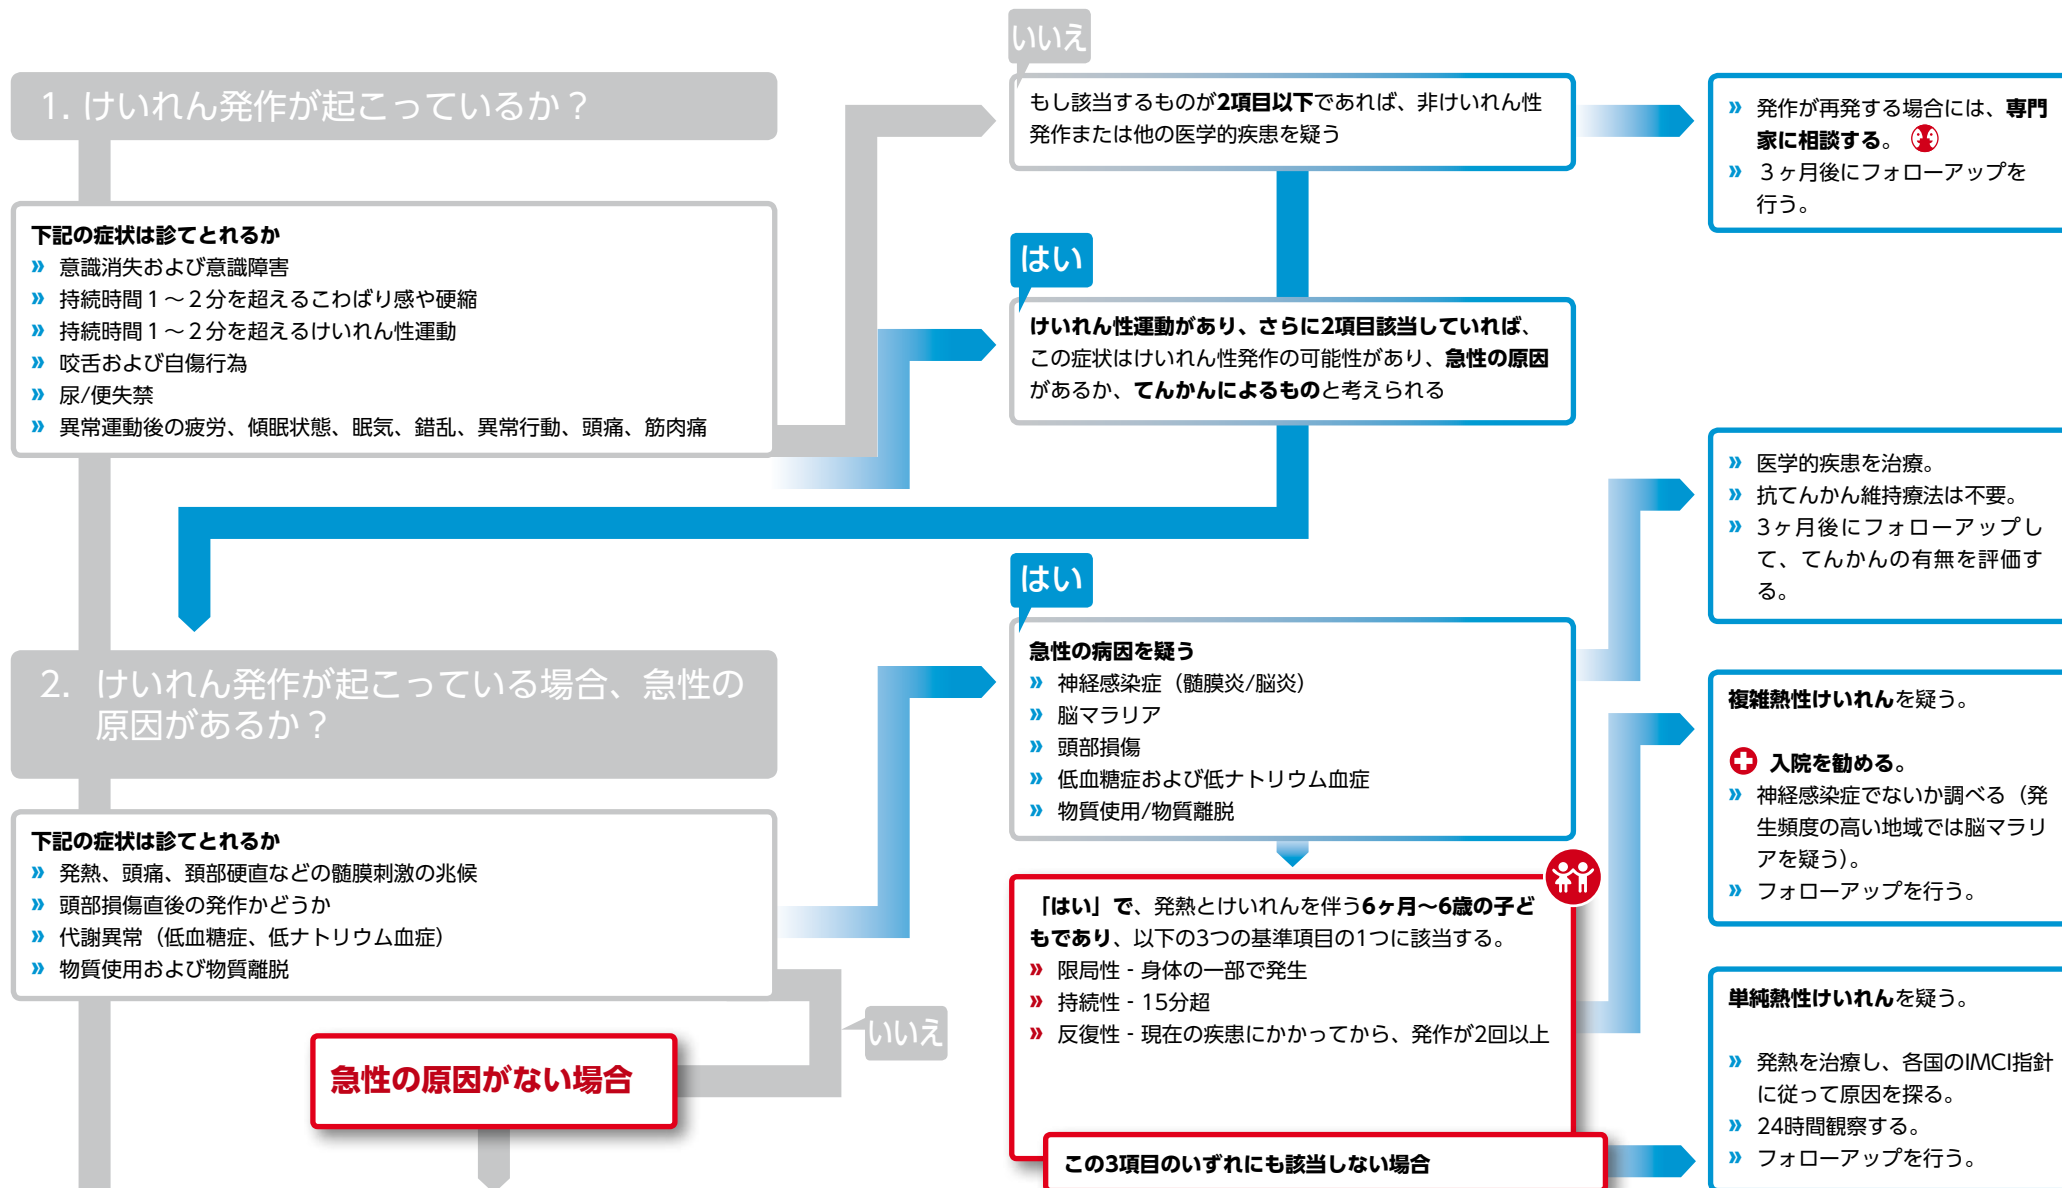 1. けいれん発作が起こっているか？
下記の症状は診てとれるか
» 意識消失および意識障害
» 持続時間１～２分を超えるこわばり感や硬縮
» 持続時間１～２分を超えるけいれん性運動
» 咬舌および自傷行為
» 尿/便失禁
» 異常運動後の疲労、傾眠状態、眠気、錯乱、異常行動、頭痛、筋肉痛
いいえ
もし該当するものが2項目以下であれば、非けいれん性
発作または他の医学的疾患を疑う
» 発作が再発する場合には、専門
家に相談する。
» ３ヶ月後にフォローアップを
行う。
はい
けいれん性運動があり、さらに2項目該当していれば、
この症状はけいれん性発作の可能性があり、急性の原因
があるか、てんかんによるものと考えられる
2. けいれん発作が起こっている場合、急性の
原因があるか？
下記の症状は診てとれるか
» 発熱、頭痛、頚部硬直などの髄膜刺激の兆候
» 頭部損傷直後の発作かどうか
» 代謝異常（低血糖症、低ナトリウム血症）
» 物質使用および物質離脱
はい
急性の病因を疑う
» 神経感染症（髄膜炎/脳炎）
» 脳マラリア
» 頭部損傷
» 低血糖症および低ナトリウム血症
» 物質使用/物質離脱
» 医学的疾患を治療。
» 抗てんかん維持療法は不要。
» 3ヶ月後にフォローアップし
て、てんかんの有無を評価す
る。
「はい」で、発熱とけいれんを伴う6ヶ月～6歳の子ど
もであり、以下の3つの基準項目の1つに該当する。
» 限局性 - 身体の一部で発生
» 持続性 - 15分超
» 反復性 - 現在の疾患にかかってから、発作が2回以上
複雑熱性けいれんを疑う。
入院を勧める。
» 神経感染症でないか調べる（発
生頻度の高い地域では脳マラリ
アを疑う）。
» フォローアップを行う。
この3項目のいずれにも該当しない場合
単純熱性けいれんを疑う。
» 発熱を治療し、各国のIMCI指針
に従って原因を探る。
» 24時間観察する。
» フォローアップを行う。
いいえ
急性の原因がない場合